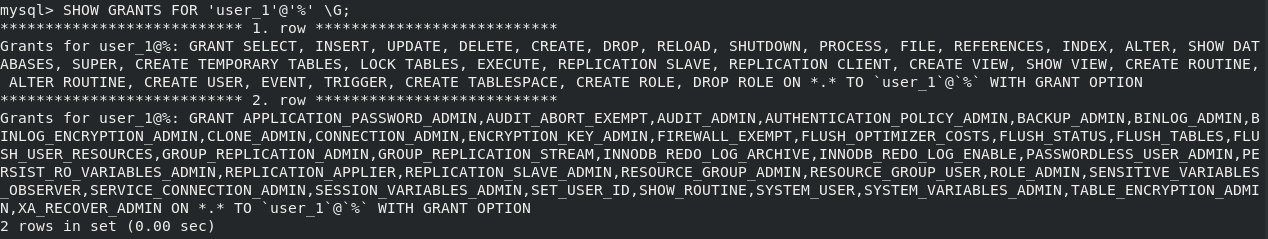 mysql> SHOW GRANTS FOR 'user_1'@'%' \G;
*************************** 1. row ***************************
Grants for user_1@%: GRANT SELECT, INSERT, UPDATE, DELETE, CREATE, DROP, RELOAD, SHUTDOWN, PROCESS, FILE, REFERENCES, INDEX, ALTER, SHOW DAT
ABASES, SUPER, CREATE TEMPORARY TABLES, LOCK TABLES, EXECUTE, REPLICATION SLAVE, REPLICATION CLIENT, CREATE VIEW, SHOW VIEW, CREATE ROUTINE,
 ALTER ROUTINE, CREATE USER, EVENT, TRIGGER, CREATE TABLESPACE, CREATE ROLE, DROP ROLE ON *.* TO `user_1`@`%` WITH GRANT OPTION
*************************** 2. row ***************************
Grants for user_1@%: GRANT APPLICATION_PASSWORD_ADMIN,AUDIT_ABORT_EXEMPT,AUDIT_ADMIN,AUTHENTICATION_POLICY_ADMIN,BACKUP_ADMIN,BINLOG_ADMIN,B
INLOG_ENCRYPTION_ADMIN,CLONE_ADMIN,CONNECTION_ADMIN,ENCRYPTION_KEY_ADMIN,FIREWALL_EXEMPT,FLUSH_OPTIMIZER_COSTS,FLUSH_STATUS,FLUSH_TABLES,FLU
SH_USER_RESOURCES,GROUP_REPLICATION_ADMIN,GROUP_REPLICATION_STREAM,INNODB_REDO_LOG_ARCHIVE,INNODB_REDO_LOG_ENABLE,PASSWORDLESS_USER_ADMIN,PE
RSIST_RO_VARIABLES_ADMIN,REPLICATION_APPLIER,REPLICATION_SLAVE_ADMIN,RESOURCE_GROUP_ADMIN,RESOURCE_GROUP_USER,ROLE_ADMIN,SENSITIVE_VARIABLES
_OBSERVER,SERVICE_CONNECTION_ADMIN,SESSION_VARIABLES_ADMIN,SET_USER_ID,SHOW_ROUTINE,SYSTEM_USER,SYSTEM_VARIABLES_ADMIN,TABLE_ENCRYPTION_ADMI
N,XA_RECOVER_ADMIN ON *.* TO `user_1`@`%` WITH GRANT OPTION
2 rows in set (0.00 sec)